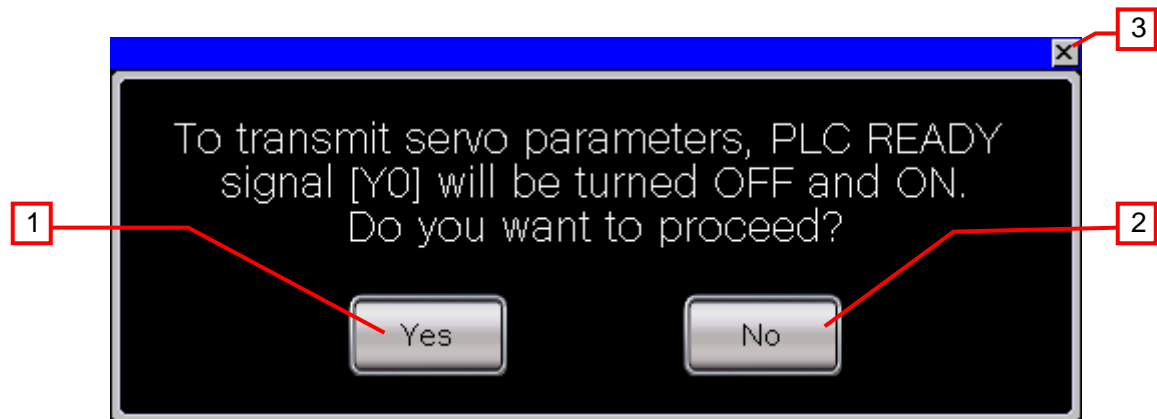 3
To transmit servo parameters, PLC READY
signal [Y0] will be turned OFF and ON.
Do you want to proceed?
1
2
Yes
No